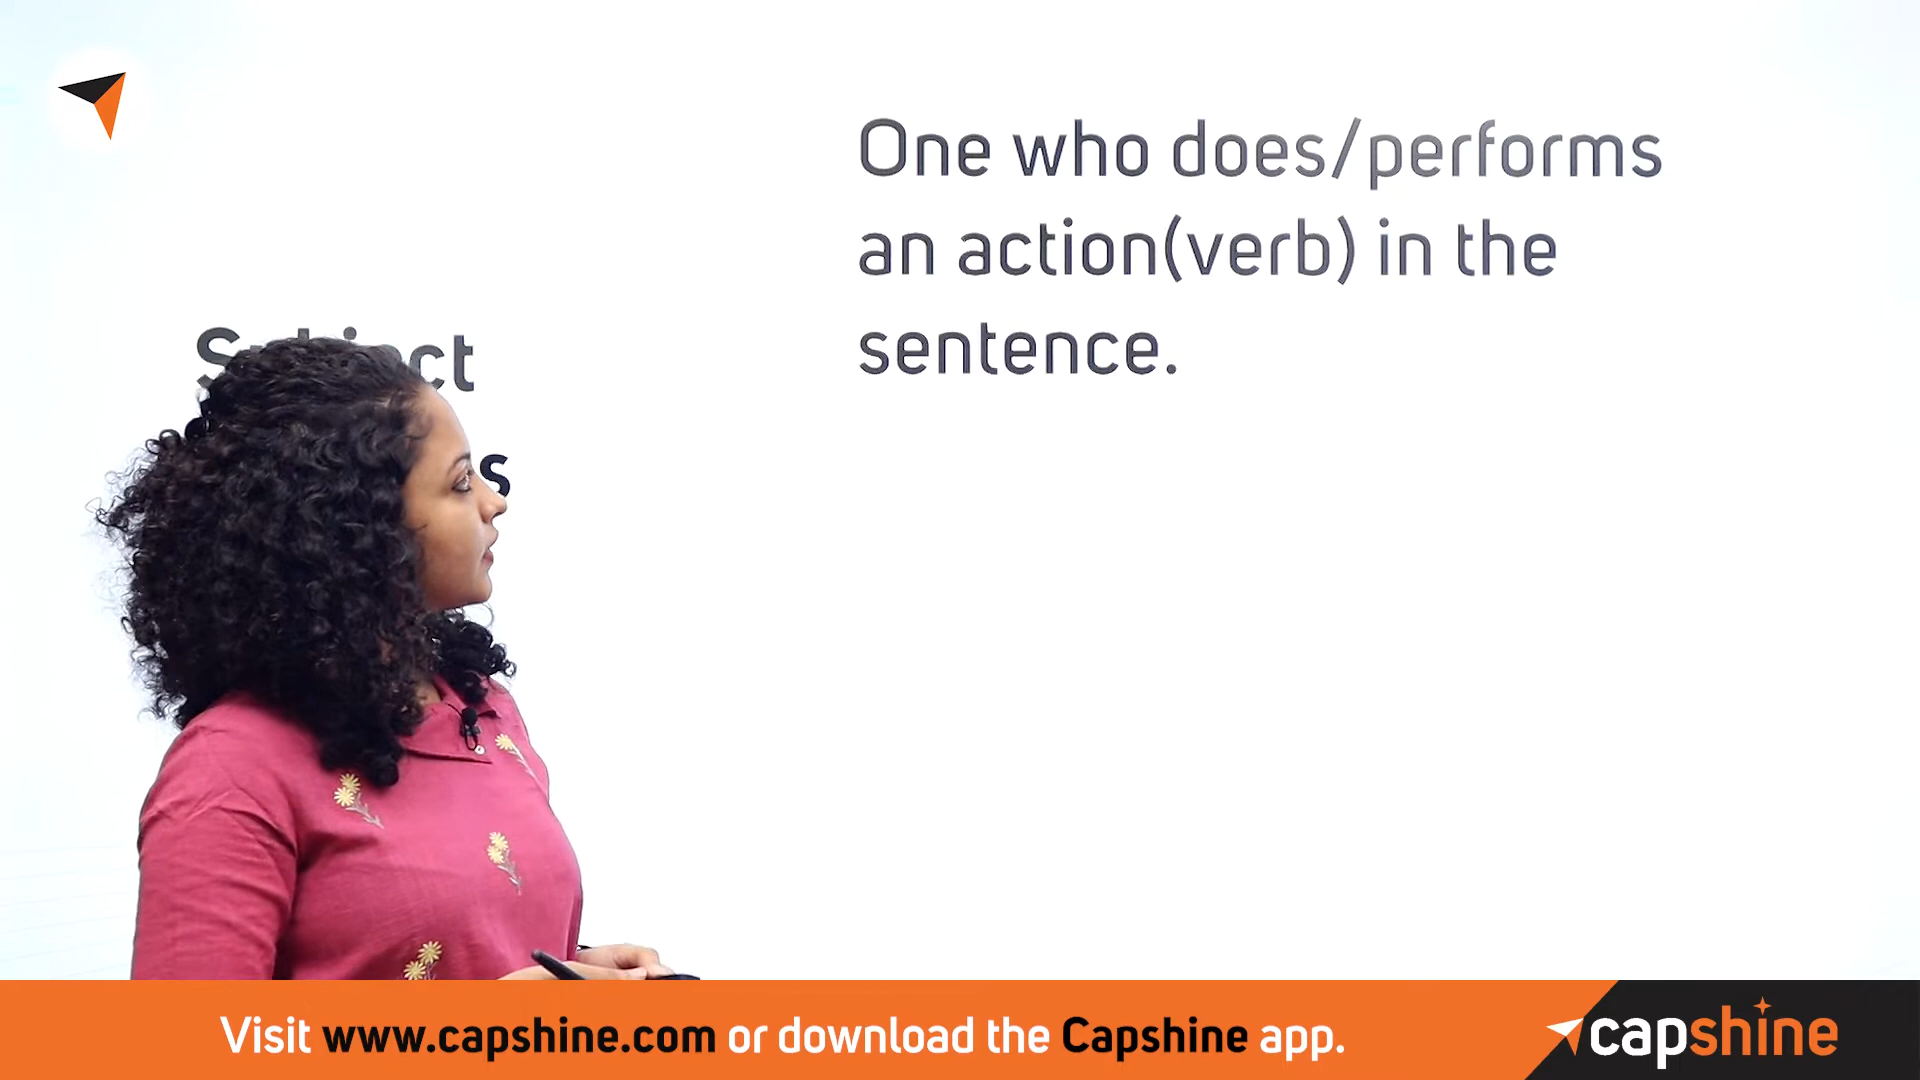 One who does/performs
an action(verb) in the
sentence.
Visit www.capshine.com or download the Capshine app.
capshine